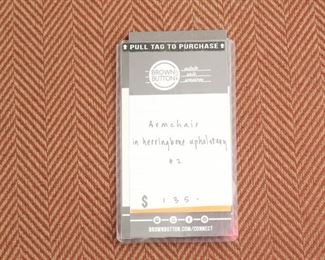 PULL TAG TO PURCHASE
BROWN
BUTTON
Armchair
in herringbone upholstery
#2
$ 135.
BROWNBUTTON.COM/CONNECT